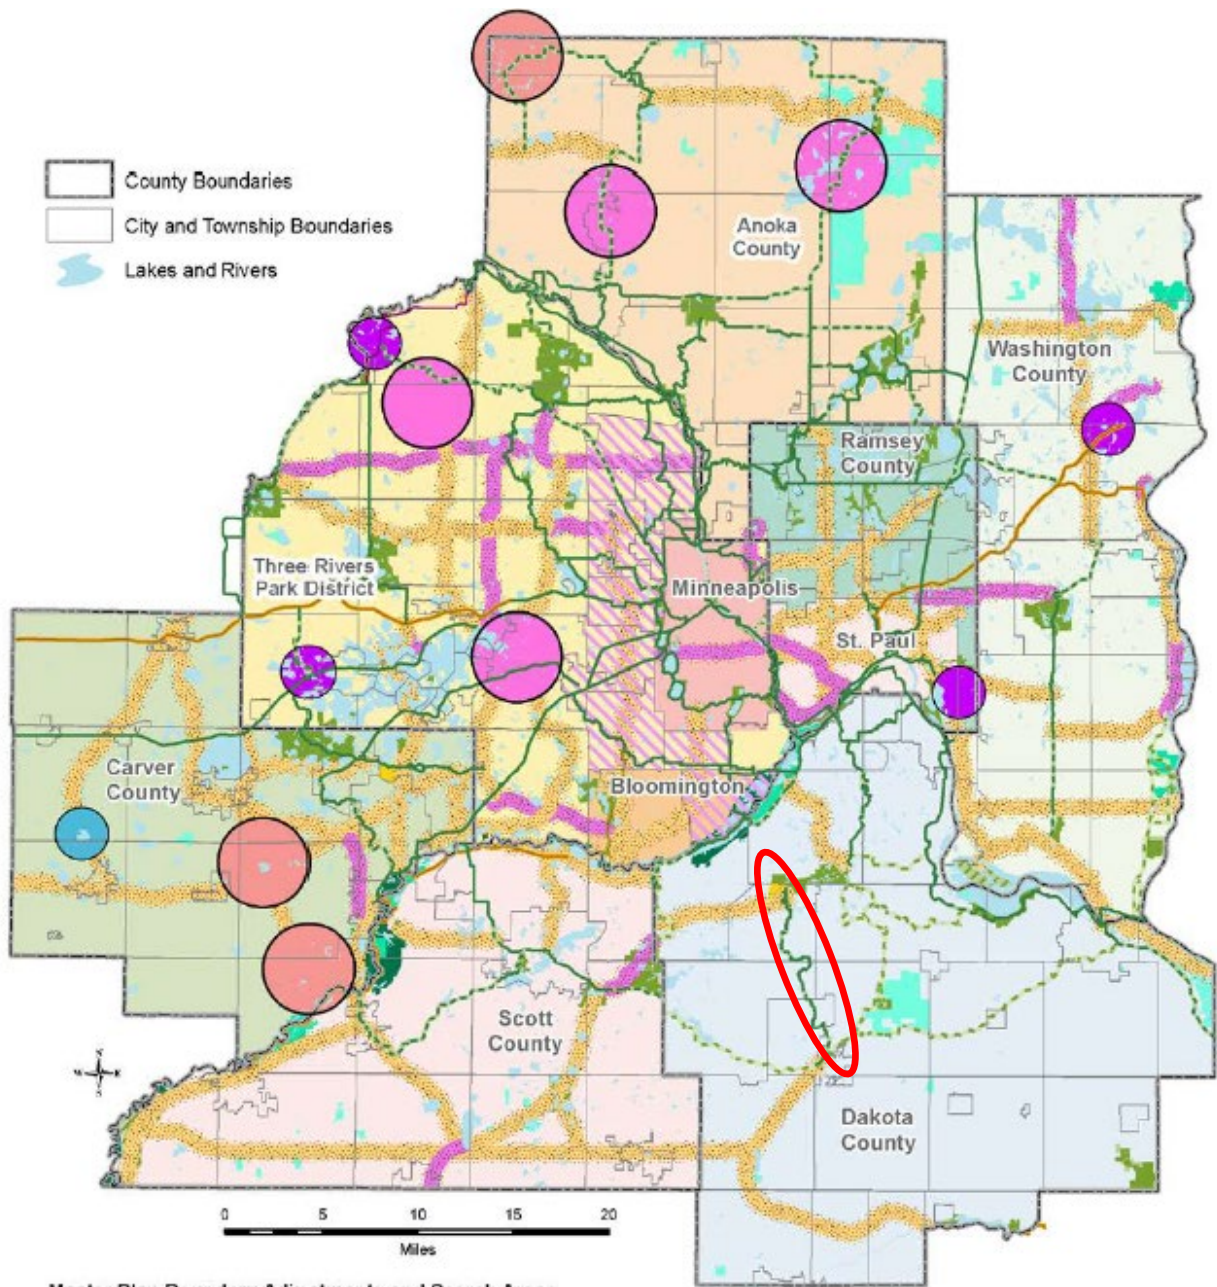 County Boundaries
City and Township Boundaries
Lakes and Rivers
Anoka
County
Washington
County
Ramsey
County
Three Rivers
Park District
Minneapolis
St. Paul
Carver
County
Bloomington
Scott
County
Dakota
County
N
W E
S
0 5 10 15 20
Miles